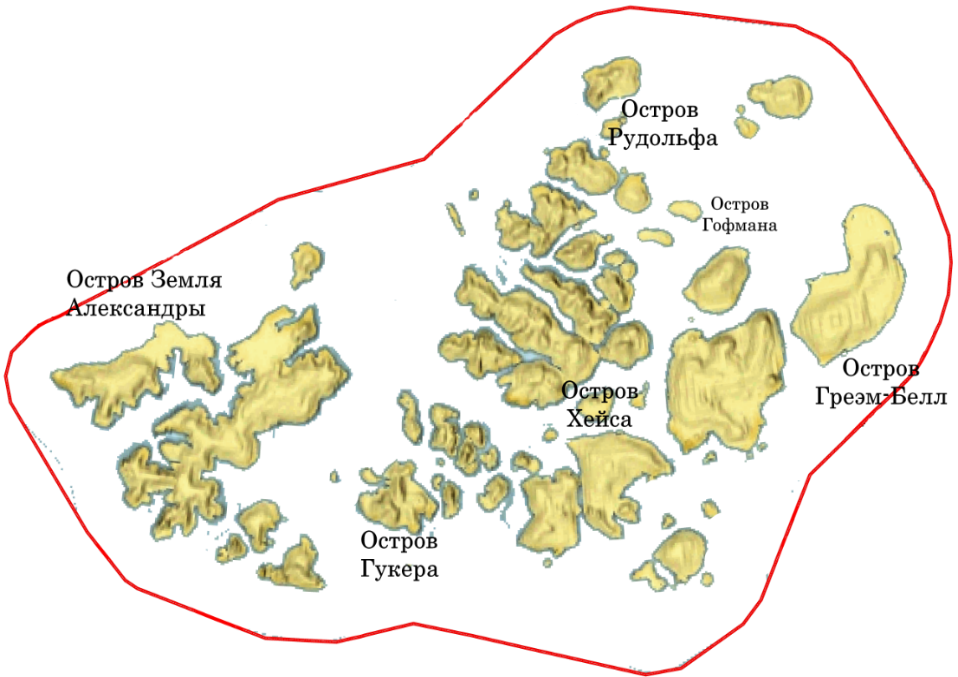 Остров
Рудольфа
Остров
Гофмана
Остров Земля
Александры
Остров
Греэм-Белл
Остров
Хейса
Остров
Гукера